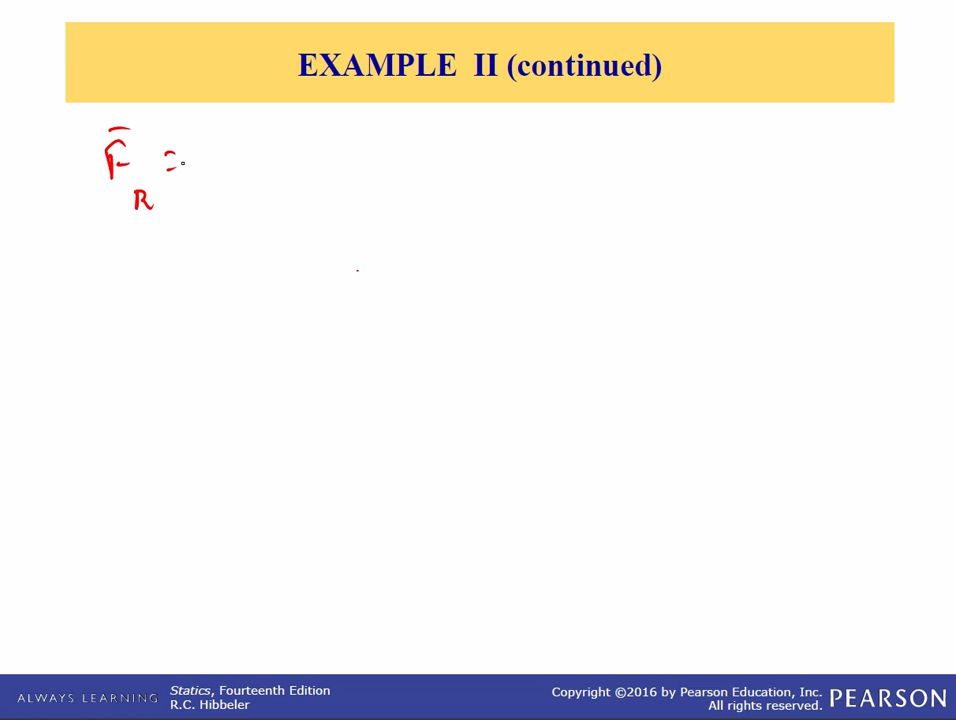 EXAMPLE II (continued)
F̅_R =
ALWAYS LEARNING
Statics, Fourteenth Edition
R.C. Hibbeler
Copyright ©2016 by Pearson Education, Inc.
All rights reserved.
PEARSON